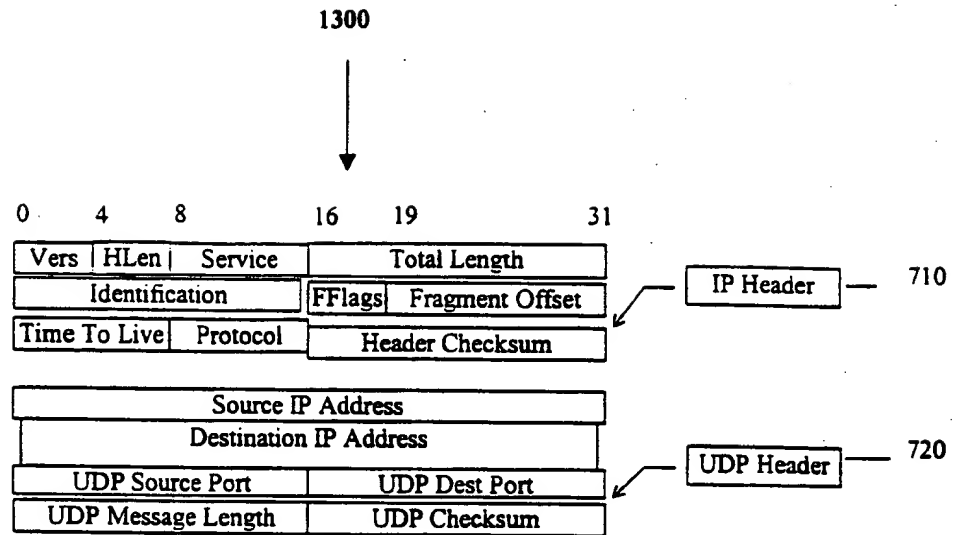 1300
0 4 8 16 19 31
Vers HLen Service Total Length
Identification FFlags Fragment Offset IP Header 710
Time To Live Protocol Header Checksum
Source IP Address
Destination IP Address
UDP Header 720
UDP Source Port UDP Dest Port
UDP Message Length UDP Checksum